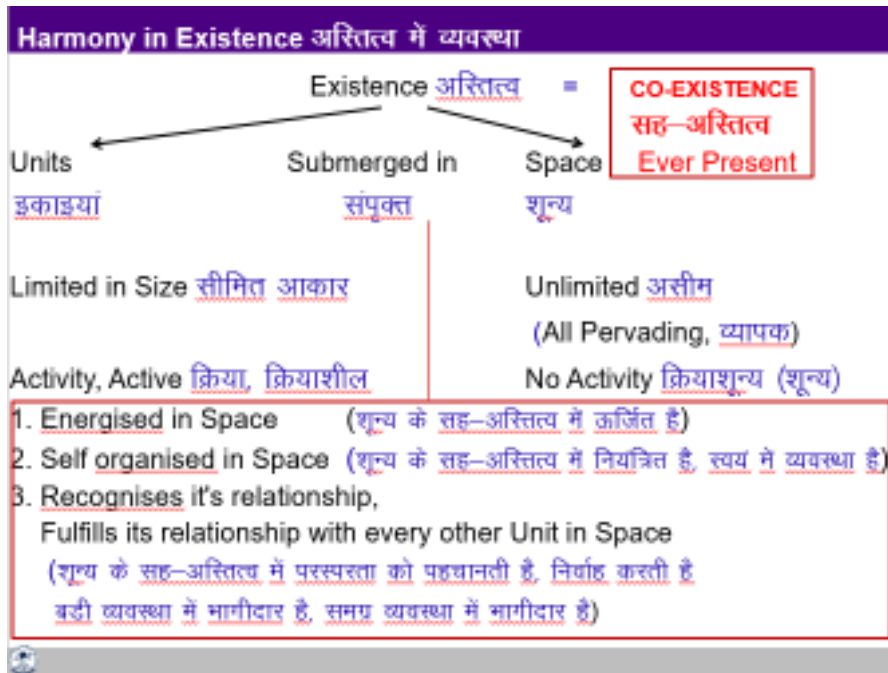 Harmony in Existence अस्तित्व में व्यवस्था
Existence अस्तित्व =
CO-EXISTENCE
सह–अस्तित्व
Ever Present
Units Submerged in Space
इकाइयां संपृक्त शून्य
Limited in Size सीमित आकार Unlimited असीम
(All Pervading, व्यापक)
Activity, Active क्रिया, क्रियाशील No Activity क्रियाशून्य (शून्य)
1. Energised in Space (शून्य के सह–अस्तित्व में ऊर्जित है)
2. Self organised in Space (शून्य के सह–अस्तित्व में नियंत्रित है, स्वयं में व्यवस्था है)
3. Recognises it's relationship,
Fulfills its relationship with every other Unit in Space
(शून्य के सह–अस्तित्व में परस्परता को पहचानती है, निर्वाह करती है
बडी व्यवस्था में भागीदार है, समग्र व्यवस्था में भागीदार है)